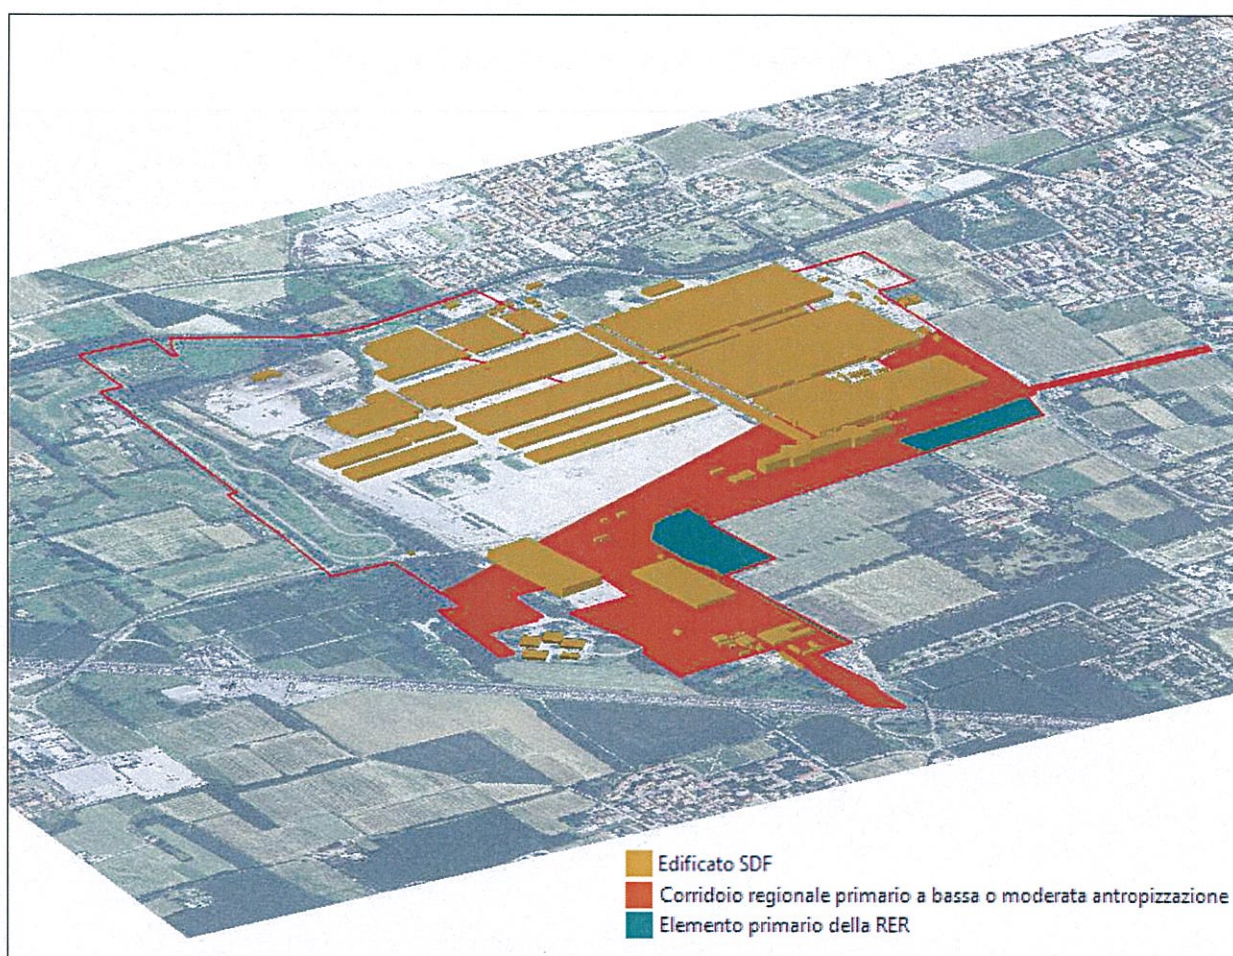 Edificato SDF
Corridoio regionale primario a bassa o moderata antropizzazione
Elemento primario della RER